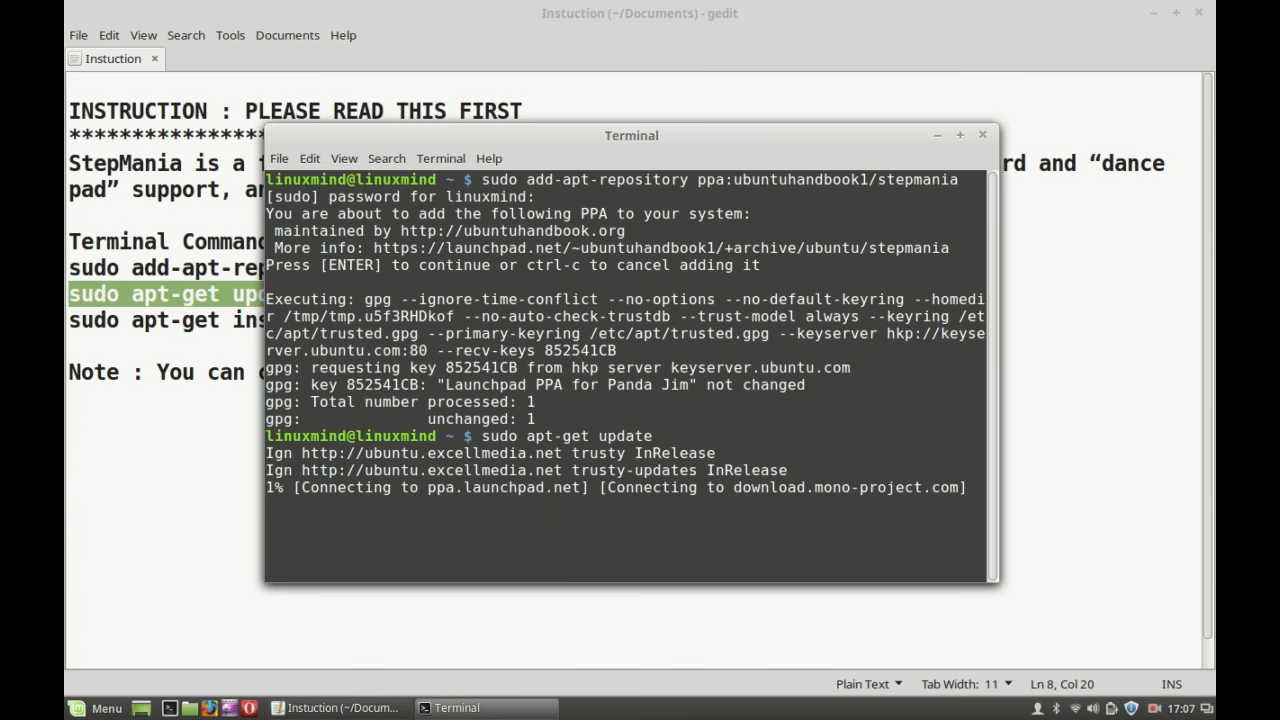 Instuction (~/Documents) - gedit
File Edit View Search Tools Documents Help
Instuction ×
INSTRUCTION : PLEASE READ THIS FIRST
StepMania is a rd and “dance
pad” support,
Terminal
sudo
sudo apt-get
sudo apt-get
Note : You can
Terminal
File Edit View Search Terminal Help
linuxmind@linuxmind ~ $ sudo add-apt-repository ppa:ubuntuhandbook1/stepmania
[sudo] password for linuxmind:
You are about to add the following PPA to your system:
maintained by http://ubuntuhandbook.org
More info: https://launchpad.net/~ubuntuhandbook1/+archive/ubuntu/stepmania
Press [ENTER] to continue or ctrl-c to cancel adding it
Executing: gpg --ignore-time-conflict --no-options --no-default-keyring --homedi
r /tmp/tmp.u5f3RHDkof --no-auto-check-trustdb --trust-model always --keyring /et
c/apt/trusted.gpg --primary-keyring /etc/apt/trusted.gpg --keyserver hkp://keyse
rver.ubuntu.com:80 --recv-keys 852541CB
gpg: requesting key 852541CB from hkp server keyserver.ubuntu.com
gpg: key 852541CB: "Launchpad PPA for Panda Jim" not changed
gpg: Total number processed: 1
gpg: unchanged: 1
linuxmind@linuxmind ~ $ sudo apt-get update
Ign http://ubuntu.excellmedia.net trusty InRelease
Ign http://ubuntu.excellmedia.net trusty-updates InRelease
1% [Connecting to ppa.launchpad.net] [Connecting to download.mono-project.com]
Plain Text Tab Width: 11 Ln 8, Col 20 INS
Menu Instuction (~/Docum... Terminal 17:07